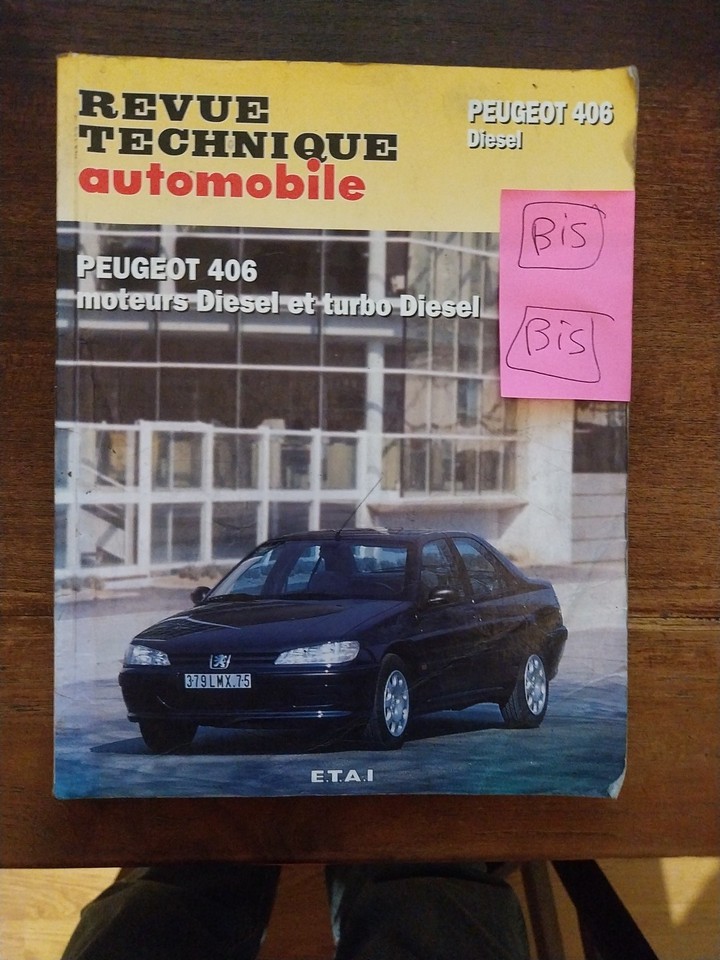 REVUE
TECHNIQUE
automobile
PEUGEOT 406
Diesel
BiS
BiS
PEUGEOT 406
moteurs Diesel et turbo Diesel
379 LMX.75
E.T.A.I